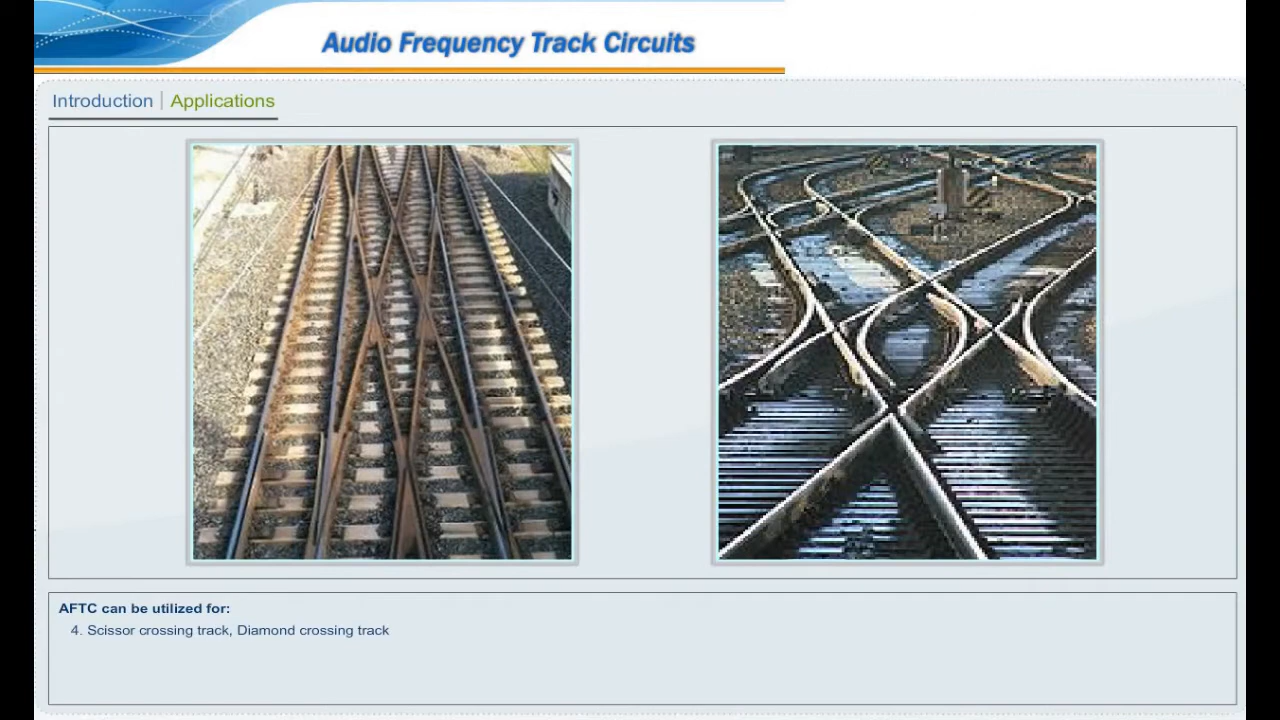 Audio Frequency Track Circuits
Introduction | Applications
AFTC can be utilized for:
4. Scissor crossing track, Diamond crossing track